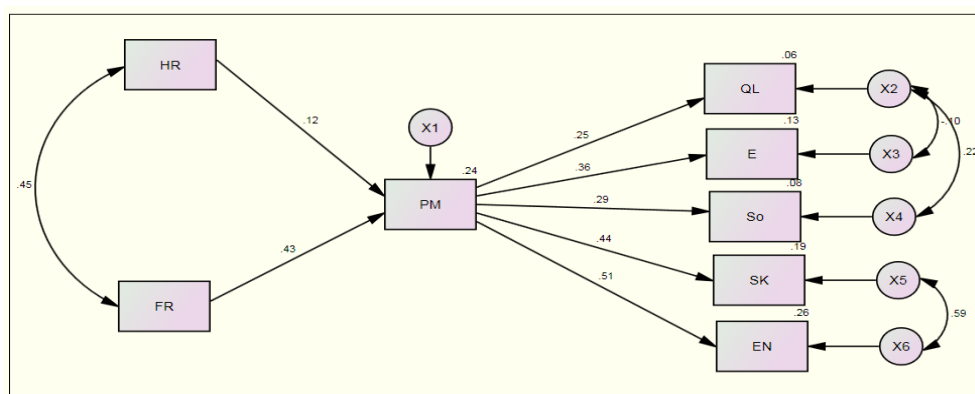 .06
HR
QL
X2
.12
.13
-.10
X1
.25
E
X3
.22
.24
.36
.08
.45
PM
.29
So
X4
.44
.19
.43
SK
X5
.51
FR
.26
.59
EN
X6